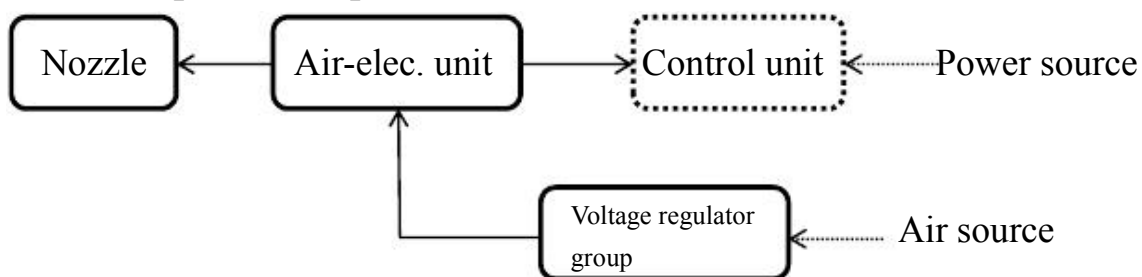 Nozzle
Air-elec. unit
Control unit
Power source
Voltage regulator
group
Air source